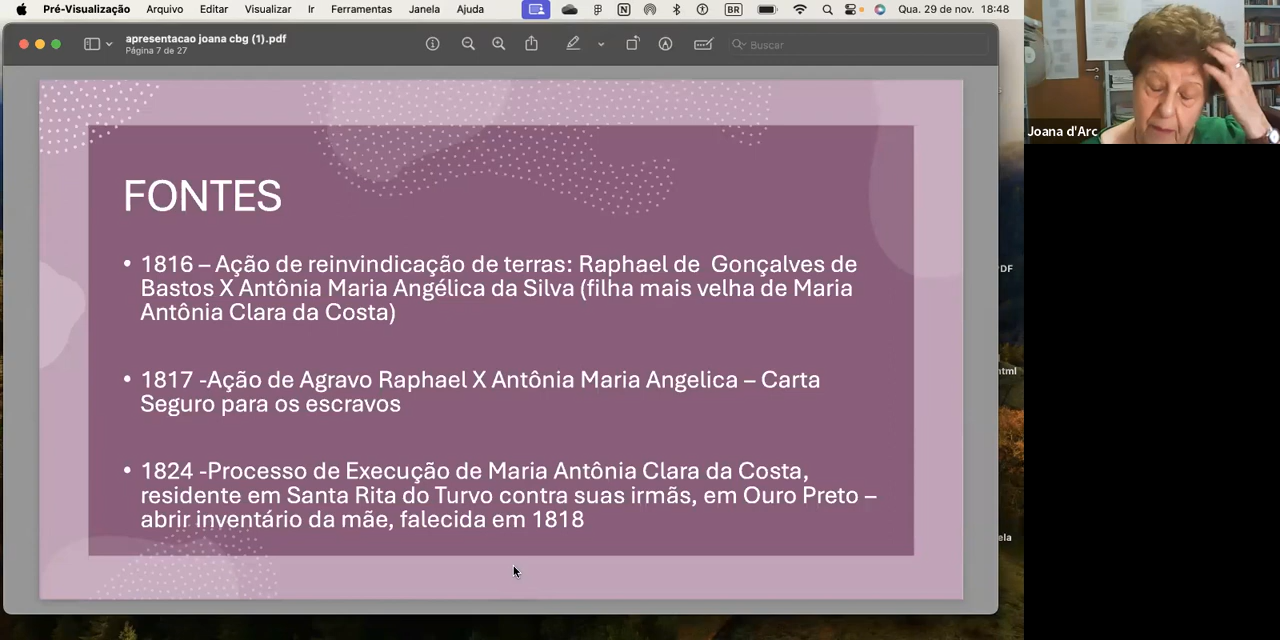 Pré-Visualização Arquivo Editar Visualizar Ir Ferramentas Janela Ajuda BR Qua. 29 de nov. 18:48
apresentacao joana cbg (1).pdf
Página 7 de 27
Buscar
Joana d'Arc
FONTES
• 1816 – Ação de reinvindicação de terras: Raphael de Gonçalves de
Bastos X Antônia Maria Angélica da Silva (filha mais velha de Maria
Antônia Clara da Costa)
• 1817 -Ação de Agravo Raphael X Antônia Maria Angelica – Carta
Seguro para os escravos
• 1824 -Processo de Execução de Maria Antônia Clara da Costa,
residente em Santa Rita do Turvo contra suas irmãs, em Ouro Preto –
abrir inventário da mãe, falecida em 1818